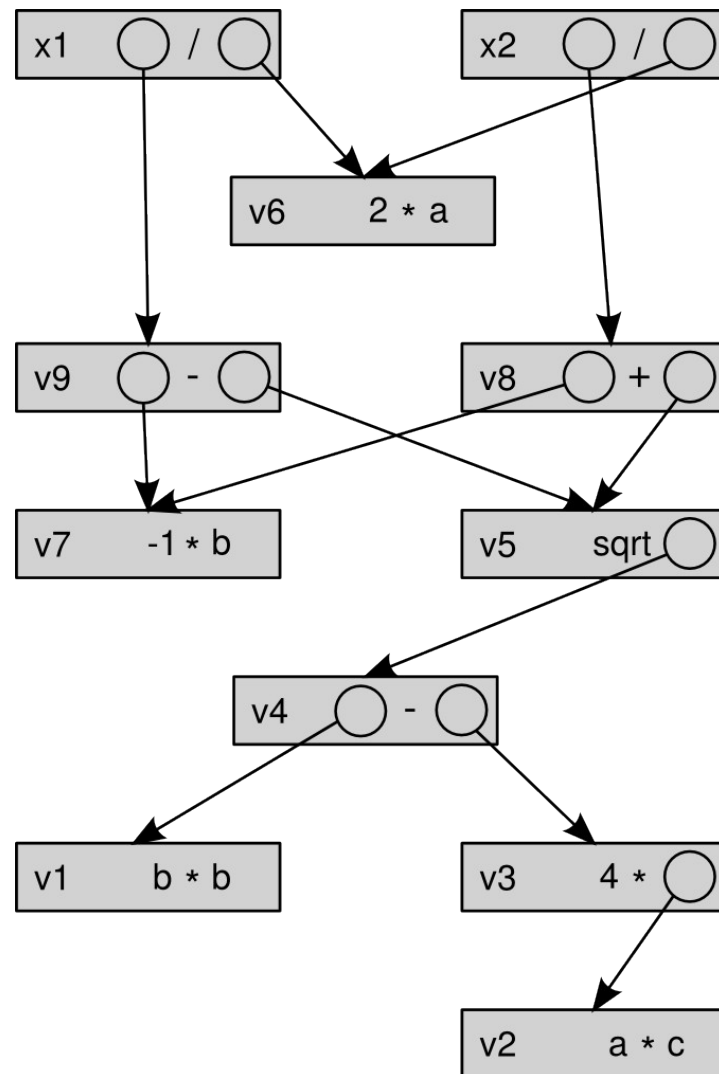 x1 / x2 /
v6 2 * a
v9 - v8 +
v7 -1 * b v5 sqrt
v4 -
v1 b * b v3 4 *
v2 a * c